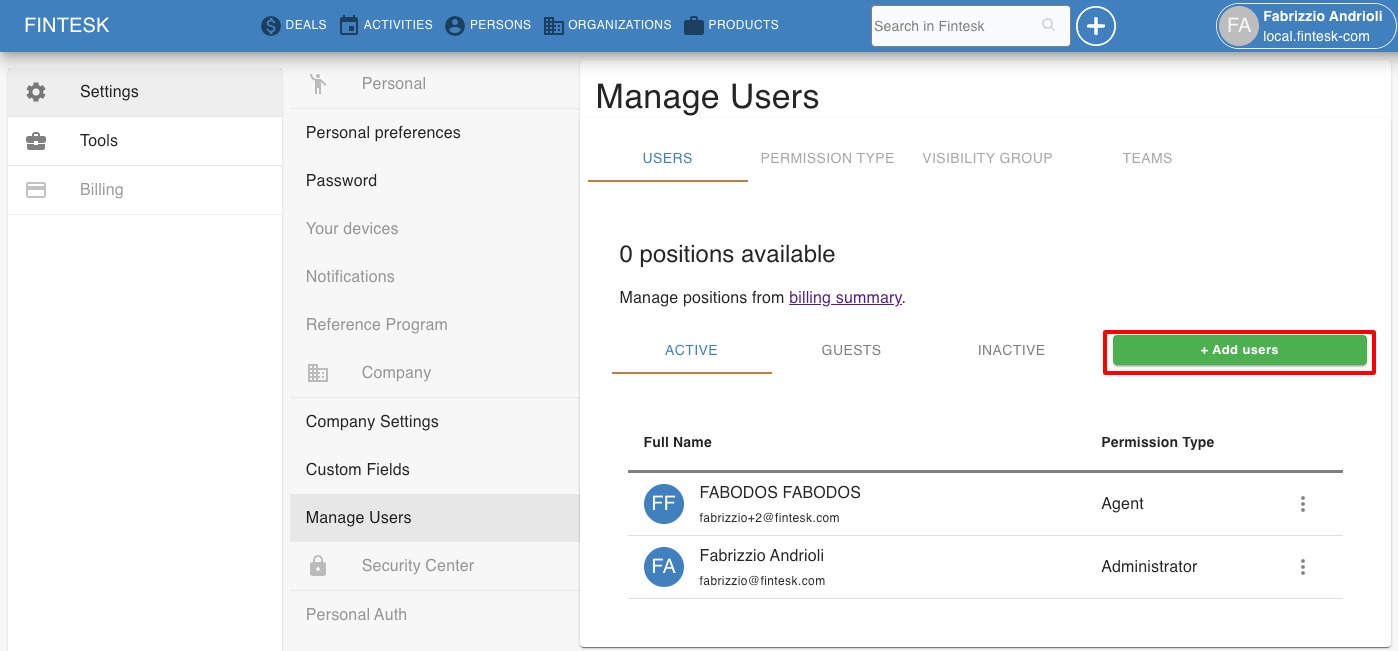 FINTESK
DEALS
ACTIVITIES
PERSONS
ORGANIZATIONS
PRODUCTS
Search in Fintesk
FA
Fabrizzio Andrioli
local.fintesk-com
Settings
Tools
Billing
Personal
Personal preferences
Password
Your devices
Notifications
Reference Program
Company
Company Settings
Custom Fields
Manage Users
Security Center
Personal Auth
Manage Users
USERS
PERMISSION TYPE
VISIBILITY GROUP
TEAMS
0 positions available
Manage positions from billing summary.
ACTIVE
GUESTS
INACTIVE
+ Add users
Full Name
Permission Type
FF
FABODOS FABODOS
fabrizzio+2@fintesk.com
Agent
FA
Fabrizzio Andrioli
fabrizzio@fintesk.com
Administrator